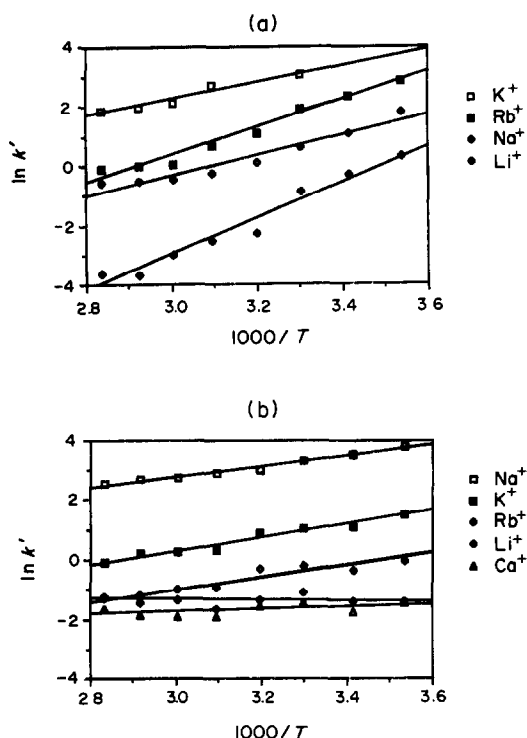 (a)
4
2
0
-2
-4
ln k'
2.8 3.0 3.2 3.4 3.6
1000/ T
K+
Rb+
Na+
Li+
(b)
4
2
0
-2
-4
ln k'
2.8 3.0 3.2 3.4 3.6
1000/ T
Na+
K+
Rb+
Li+
Ca+